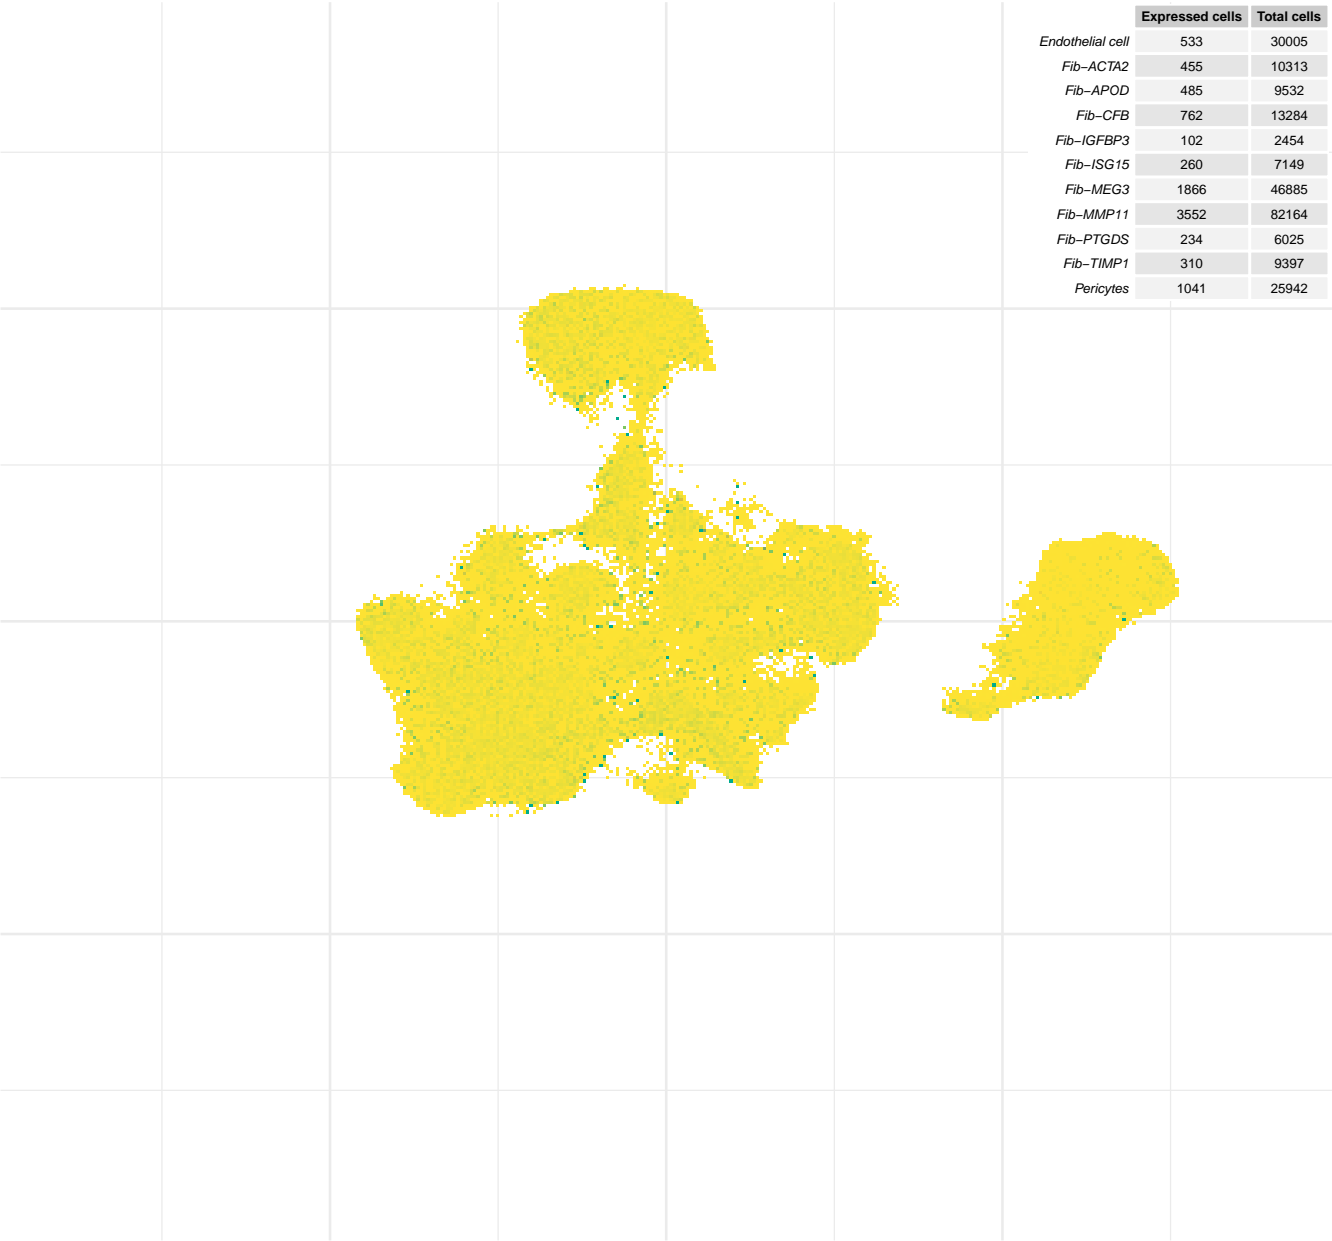 Expressed cells Total cells
Endothelial cell 533 30005
Fib−ACTA2 455 10313
Fib−APOD 485 9532
Fib−CFB 762 13284
Fib−IGFBP3 102 2454
Fib−ISG15 260 7149
Fib−MEG3 1866 46885
Fib−MMP11 3552 82164
Fib−PTGDS 234 6025
Fib−TIMP1 310 9397
Pericytes 1041 25942